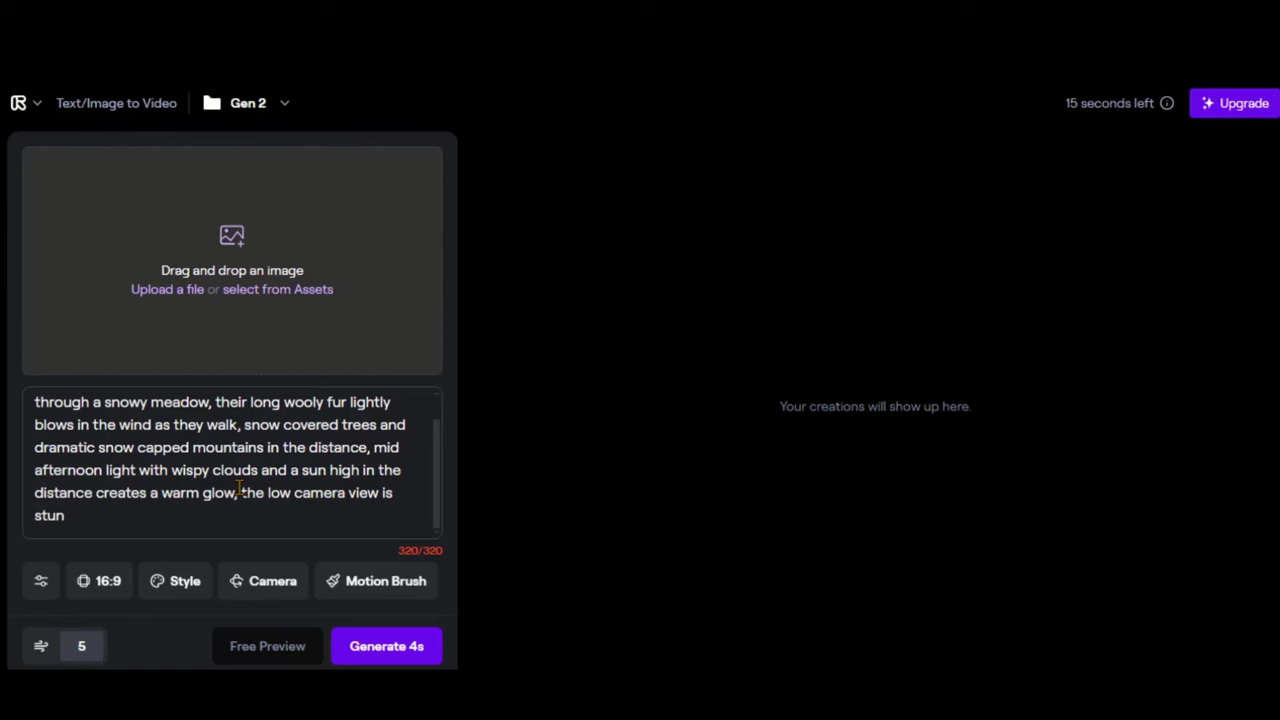 Text/Image to Video Gen 2 15 seconds left Upgrade
Drag and drop an image
Upload a file or select from Assets
through a snowy meadow, their long wooly fur lightly
blows in the wind as they walk, snow covered trees and
dramatic snow capped mountains in the distance, mid
afternoon light with wispy clouds and a sun high in the
distance creates a warm glow, the low camera view is
stun
320/320
16:9 Style Camera Motion Brush
5 Free Preview Generate 4s
Your creations will show up here.